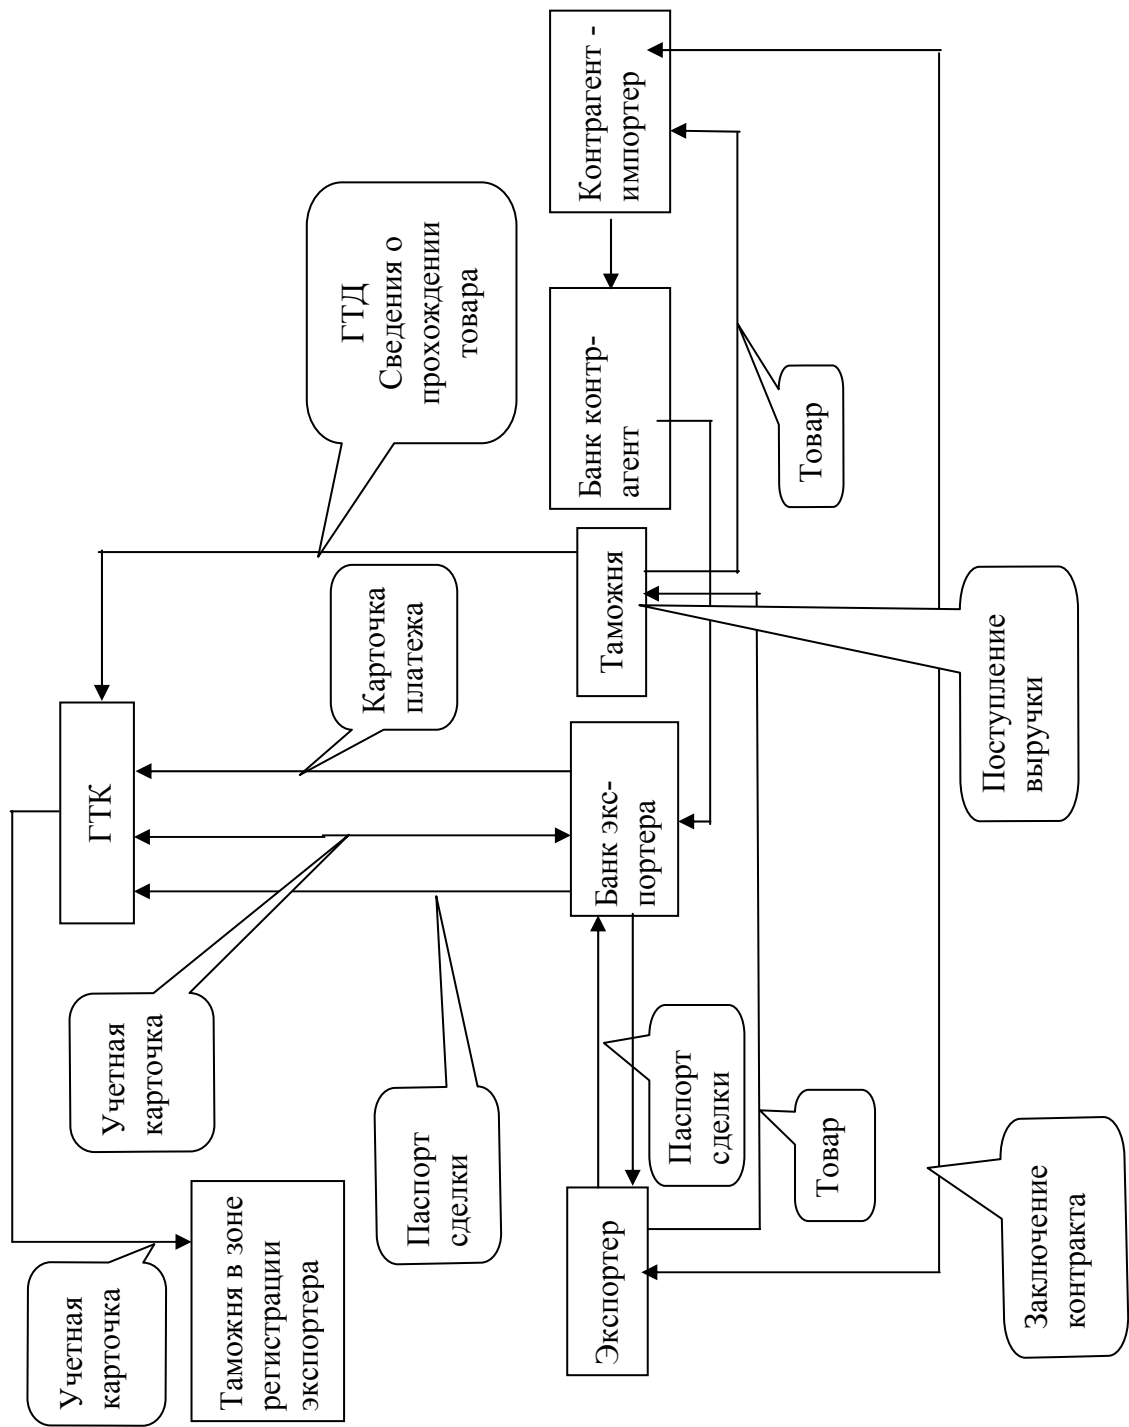 Учетная
карточка
Таможня в зоне
регистрации
экспортера
Учетная
карточка
ГТК
Паспорт
сделки
Карточка
платежа
ГТД
Сведения о
прохождении
товара
Экспортер
Паспорт
сделки
Банк экс-
портера
Таможня
Банк контр-
агент
Контрагент -
импортер
Товар
Товар
Заключение
контракта
Поступление
выручки